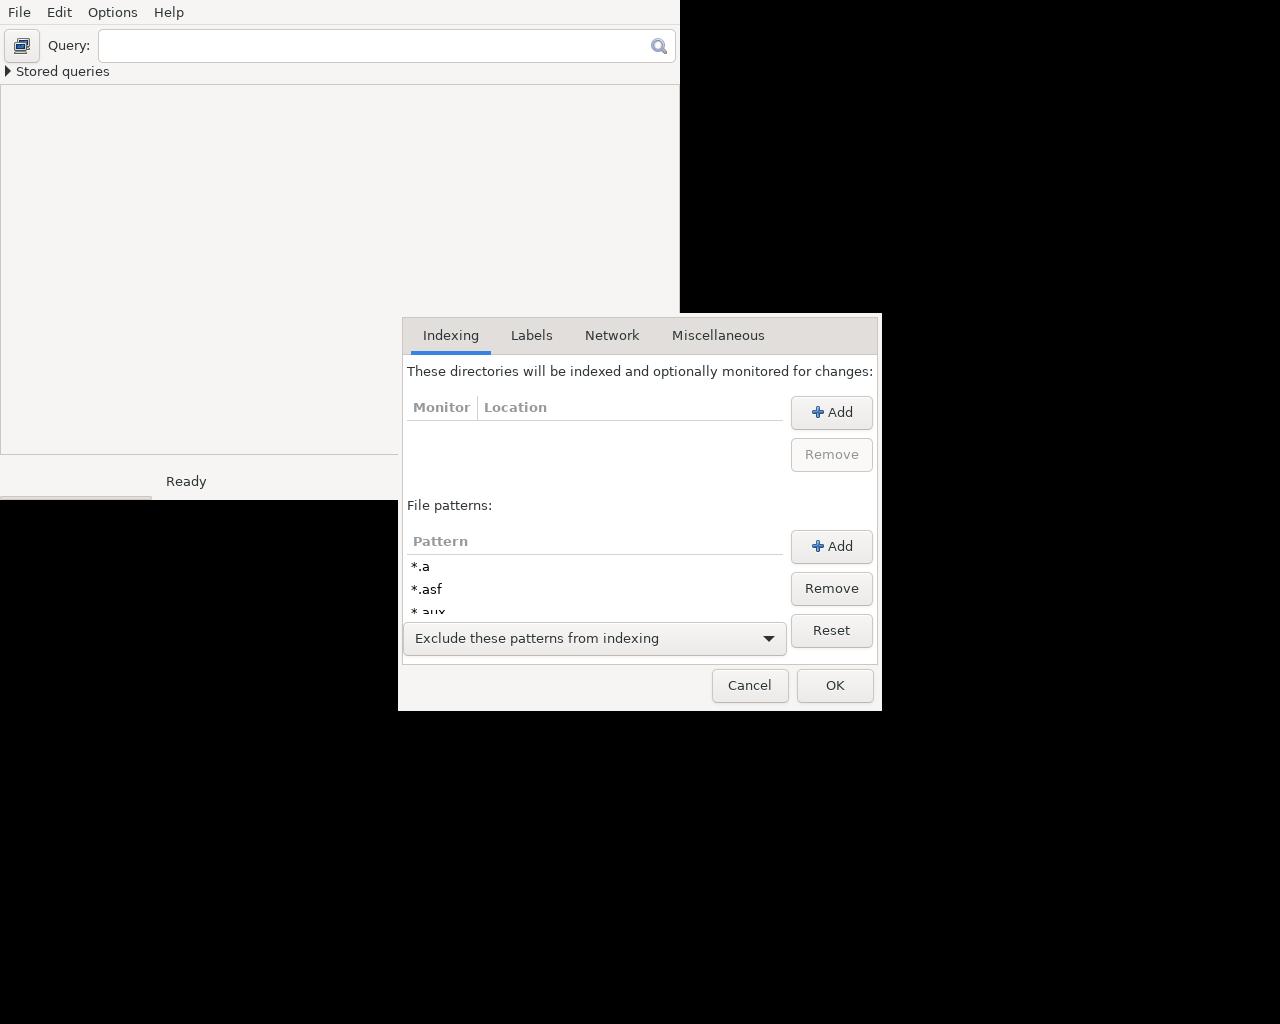 File Edit Options Help
Query:
Stored queries
Indexing Labels Network Miscellaneous
These directories will be indexed and optionally monitored for changes:
Monitor Location
Add
Remove
Ready
File patterns:
Pattern
Add
*.a
*.asf
Remove
*.aux
Reset
Exclude these patterns from indexing
Cancel OK